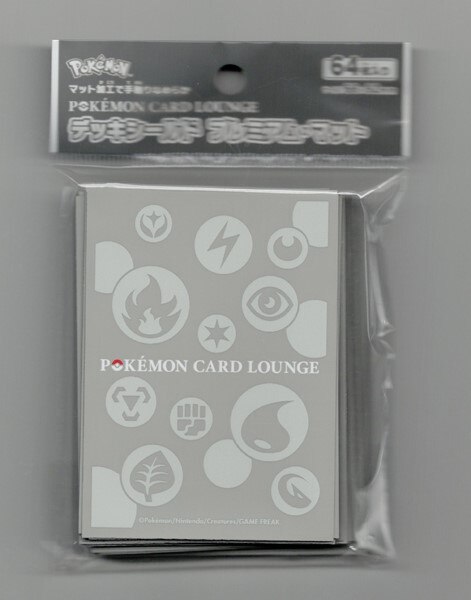 Pokémon
64枚入り
マット加工で手触りなめらか
POKÉMON CARD LOUNGE
デッキシールド プレミアム・マット
POKÉMON CARD LOUNGE
©Pokémon/Nintendo/Creatures/GAME FREAK